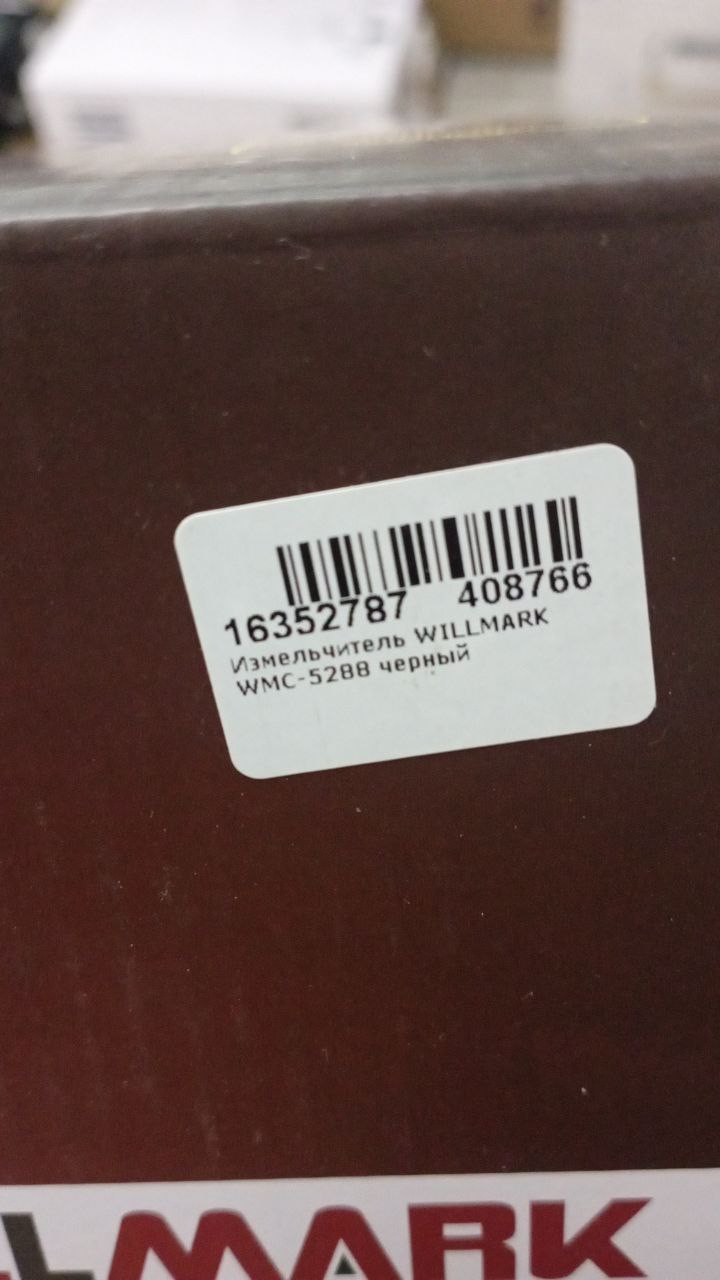 16352787 408766
Измельчитель WILLMARK
WMC-5288 черный
LMARK